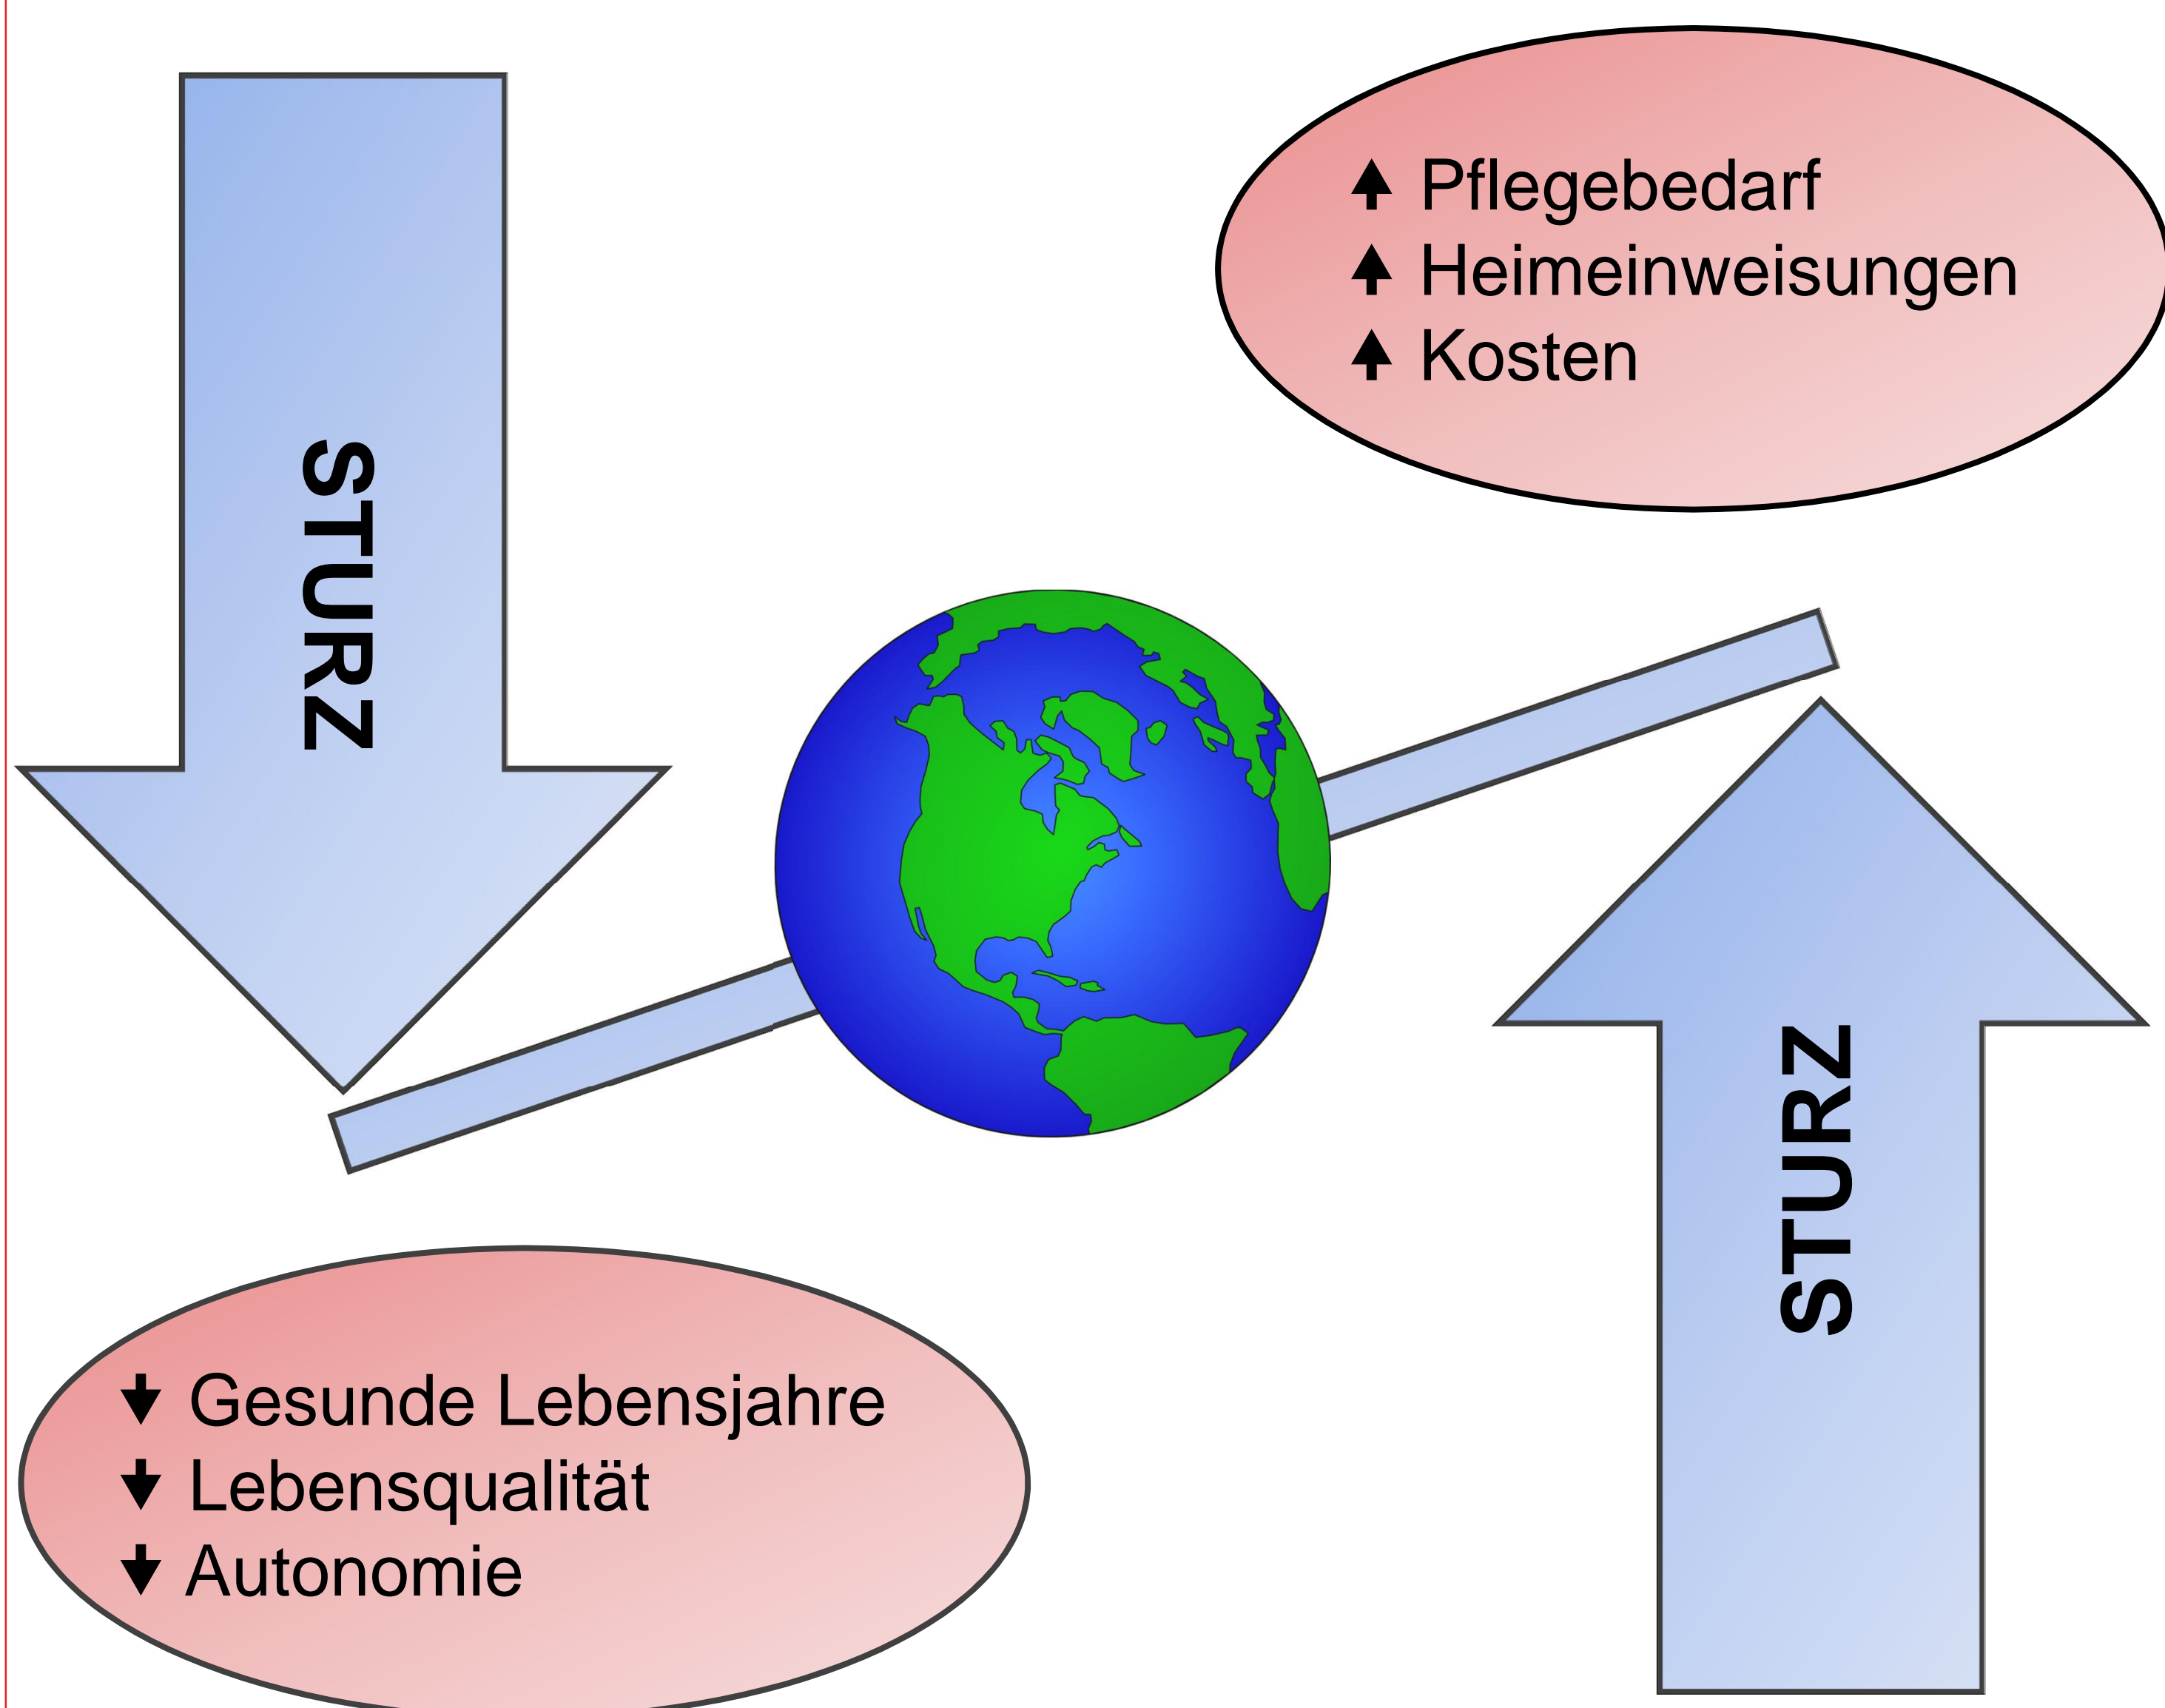 STURZ
Pflegebedarf
Heimeinweisungen
Kosten
STURZ
Gesunde Lebensjahre
Lebensqualität
Autonomie